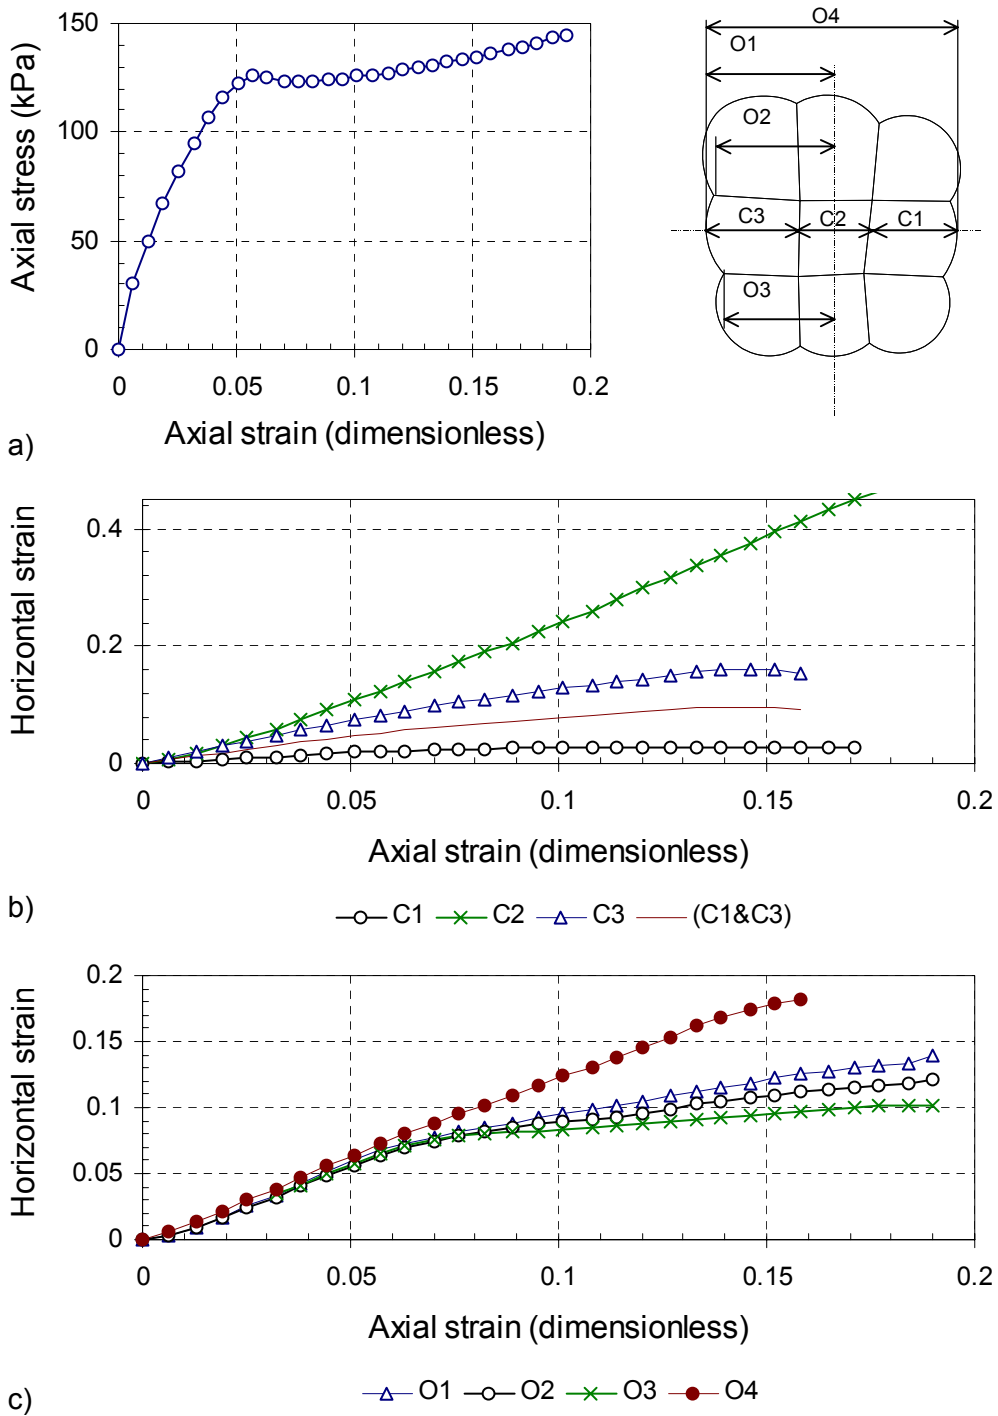 150
100
50
0
Axial stress (kPa)
0 0.05 0.1 0.15 0.2
Axial strain (dimensionless)
a)
O4
O1
O2
C3 C2 C1
O3
0.4
0.2
0
Horizontal strain
0 0.05 0.1 0.15 0.2
Axial strain (dimensionless)
b)
C1 C2 C3 (C1&C3)
0.2
0.15
0.1
0.05
0
Horizontal strain
0 0.05 0.1 0.15 0.2
Axial strain (dimensionless)
c)
O1 O2 O3 O4